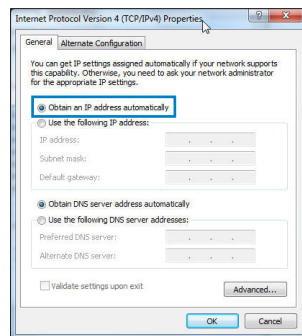 Internet Protocol Version 4 (TCP/IPv4) Properties
General
Alternate Configuration
You can get IP settings assigned automatically if your network supports
this capability. Otherwise, you need to ask your network administrator
for the appropriate IP settings.
Obtain an IP address automatically
Use the following IP address:
IP address:
Subnet mask:
Default gateway:
Obtain DNS server address automatically
Use the following DNS server addresses:
Preferred DNS server:
Alternate DNS server:
Validate settings upon exit
Advanced...
OK
Cancel